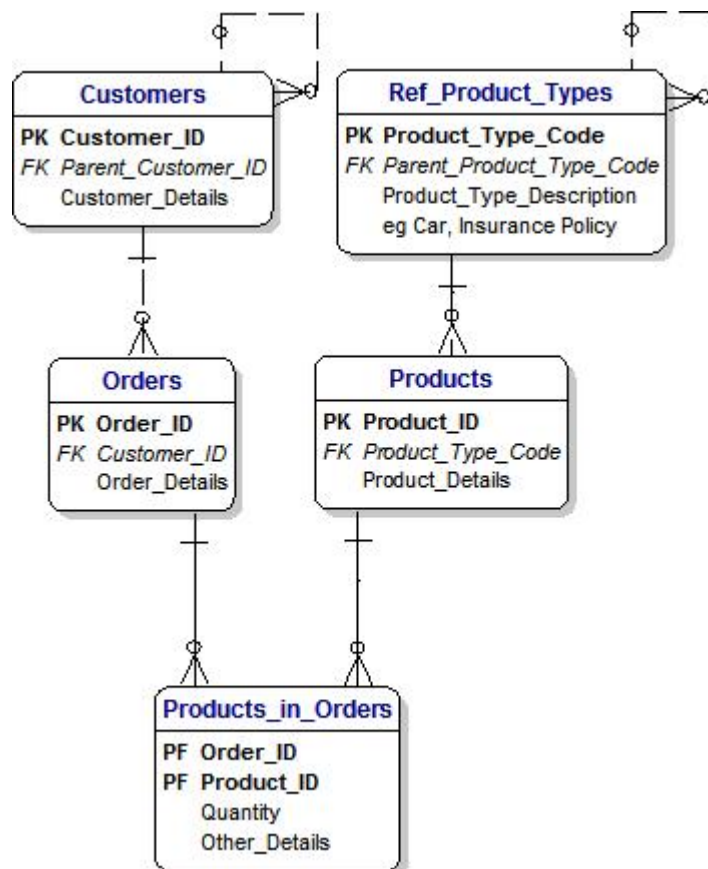 Customers
PK Customer_ID
FK Parent_Customer_ID
Customer_Details
Ref_Product_Types
PK Product_Type_Code
FK Parent_Product_Type_Code
Product_Type_Description
eg Car, Insurance Policy
Orders
PK Order_ID
FK Customer_ID
Order_Details
Products
PK Product_ID
FK Product_Type_Code
Product_Details
Products_in_Orders
PF Order_ID
PF Product_ID
Quantity
Other_Details